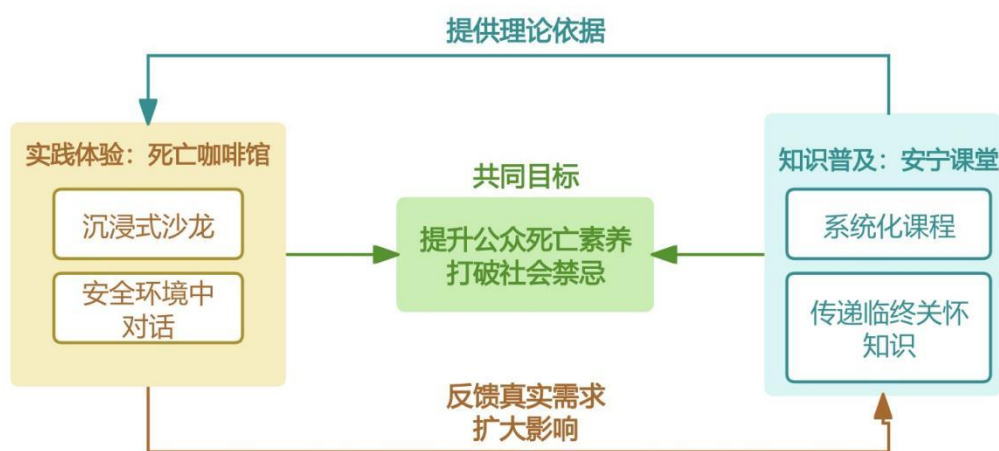 提供理论依据
实践体验：死亡咖啡馆
沉浸式沙龙
安全环境中
对话
共同目标
提升公众死亡素养
打破社会禁忌
知识普及：安宁课堂
系统化课程
传递临终关怀
知识
反馈真实需求
扩大影响